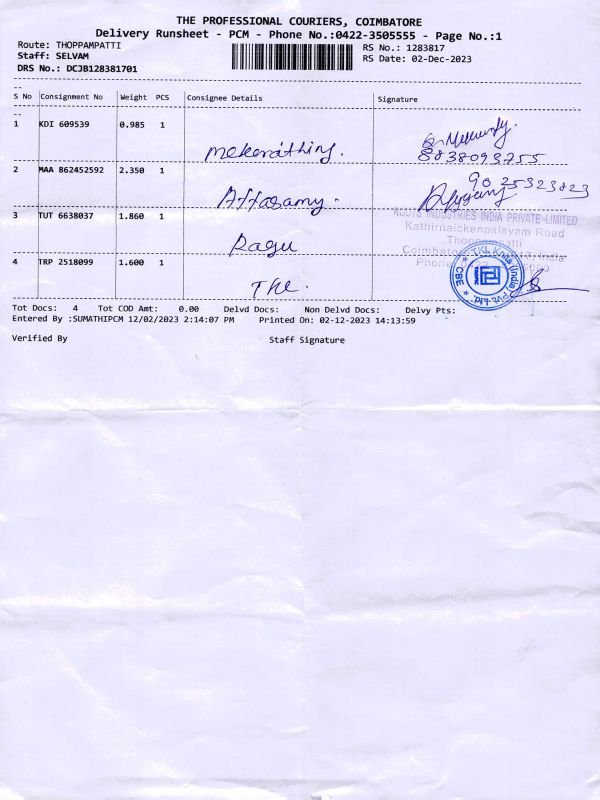 THE PROFESSIONAL COURIERS, COIMBATORE
Delivery Runsheet - PCM - Phone No.:0422-3505555 - Page No.:1
Route: THOPPAMPATTI
RS No.: 1283817
Staff: SELVAM
RS Date: 02-Dec-2023
DRS No.: DCJB128381701
S No Consignment No Weight PCS Consignee Details Signature
1 KDI 609539 0.985 1
8838093255
2 MAA 862452592 2.350 1
9025323823
3 TUT 6638037 1.860 1 Ragu
ROOTS INDUSTRIES INDIA PRIVATE LIMITED
Kathirnaickenpalayam Road
Thoppampatti
4 TRP 2518099 1.600 1
Phone
CBE
Tot Docs: 4 Tot COD Amt: 0.00 Delvd Docs: Non Delvd Docs: Delvy Pts:
Entered By :SUMATHIPCM 12/02/2023 2:14:07 PM Printed On: 02-12-2023 14:13:59
Verified By Staff Signature